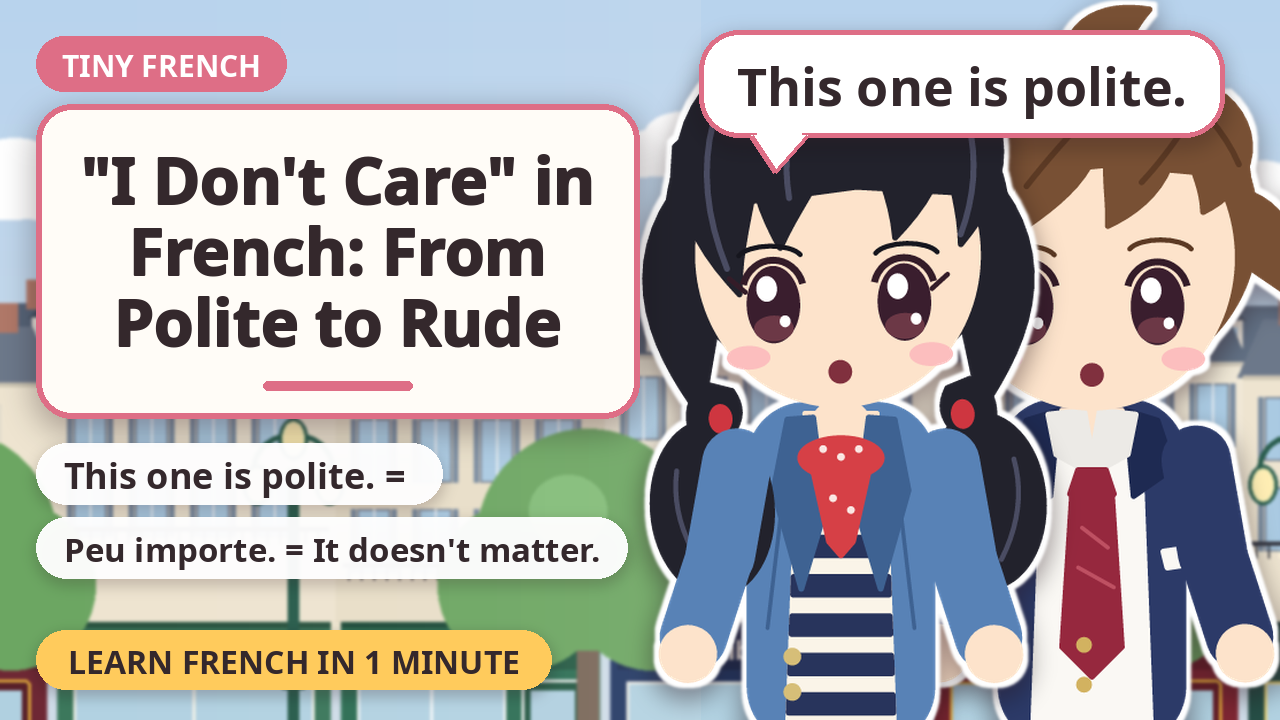 TINY FRENCH
"I Don't Care" in
French: From
Polite to Rude
This one is polite. =
Peu importe. = It doesn't matter.
LEARN FRENCH IN 1 MINUTE
This one is polite.